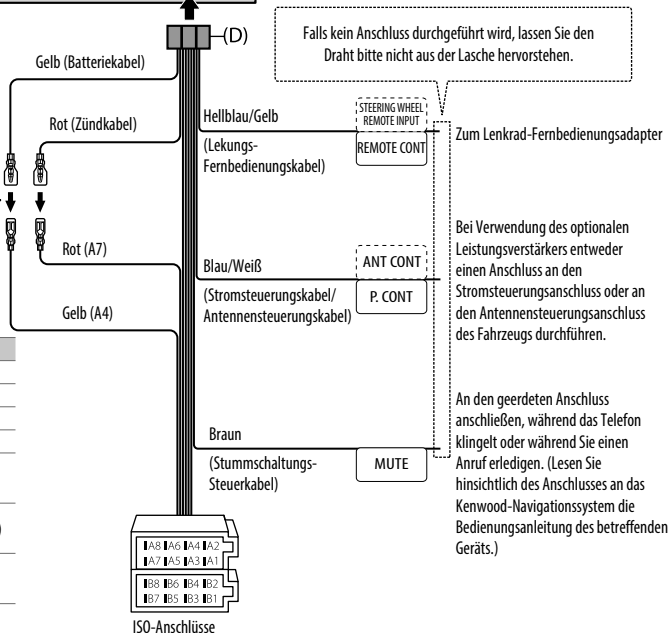 (D)
Falls kein Anschluss durchgeführt wird, lassen Sie den
Draht bitte nicht aus der Lasche hervorstehen.
Gelb (Batteriekabel)
Rot (Zündkabel)
Hellblau/Gelb
(Lekungs-
Fernbedienungskabel)
STEERING WHEEL
REMOTE INPUT
REMOTE CONT
Zum Lenkrad-Fernbedienungsadapter
Rot (A7)
Gelb (A4)
Blau/Weiß
(Stromsteuerungskabel/
Antennensteuerungskabel)
ANT CONT
P. CONT
Bei Verwendung des optionalen
Leistungsverstärkers entweder
einen Anschluss an den
Stromsteuerungsanschluss oder an
den Antennensteuerungsanschluss
des Fahrzeugs durchführen.
Braun
(Stummschaltungs-
Steuerkabel)
MUTE
An den geerdeten Anschluss
anschließen, während das Telefon
klingelt oder während Sie einen
Anruf erledigen. (Lesen Sie
hinsichtlich des Anschlusses an das
Kenwood-Navigationssystem die
Bedienungsanleitung des betreffenden
Geräts.)
A8 A6 A4 A2
A7 A5 A3 A1
B8 B6 B4 B2
B7 B5 B3 B1
ISO-Anschlüsse